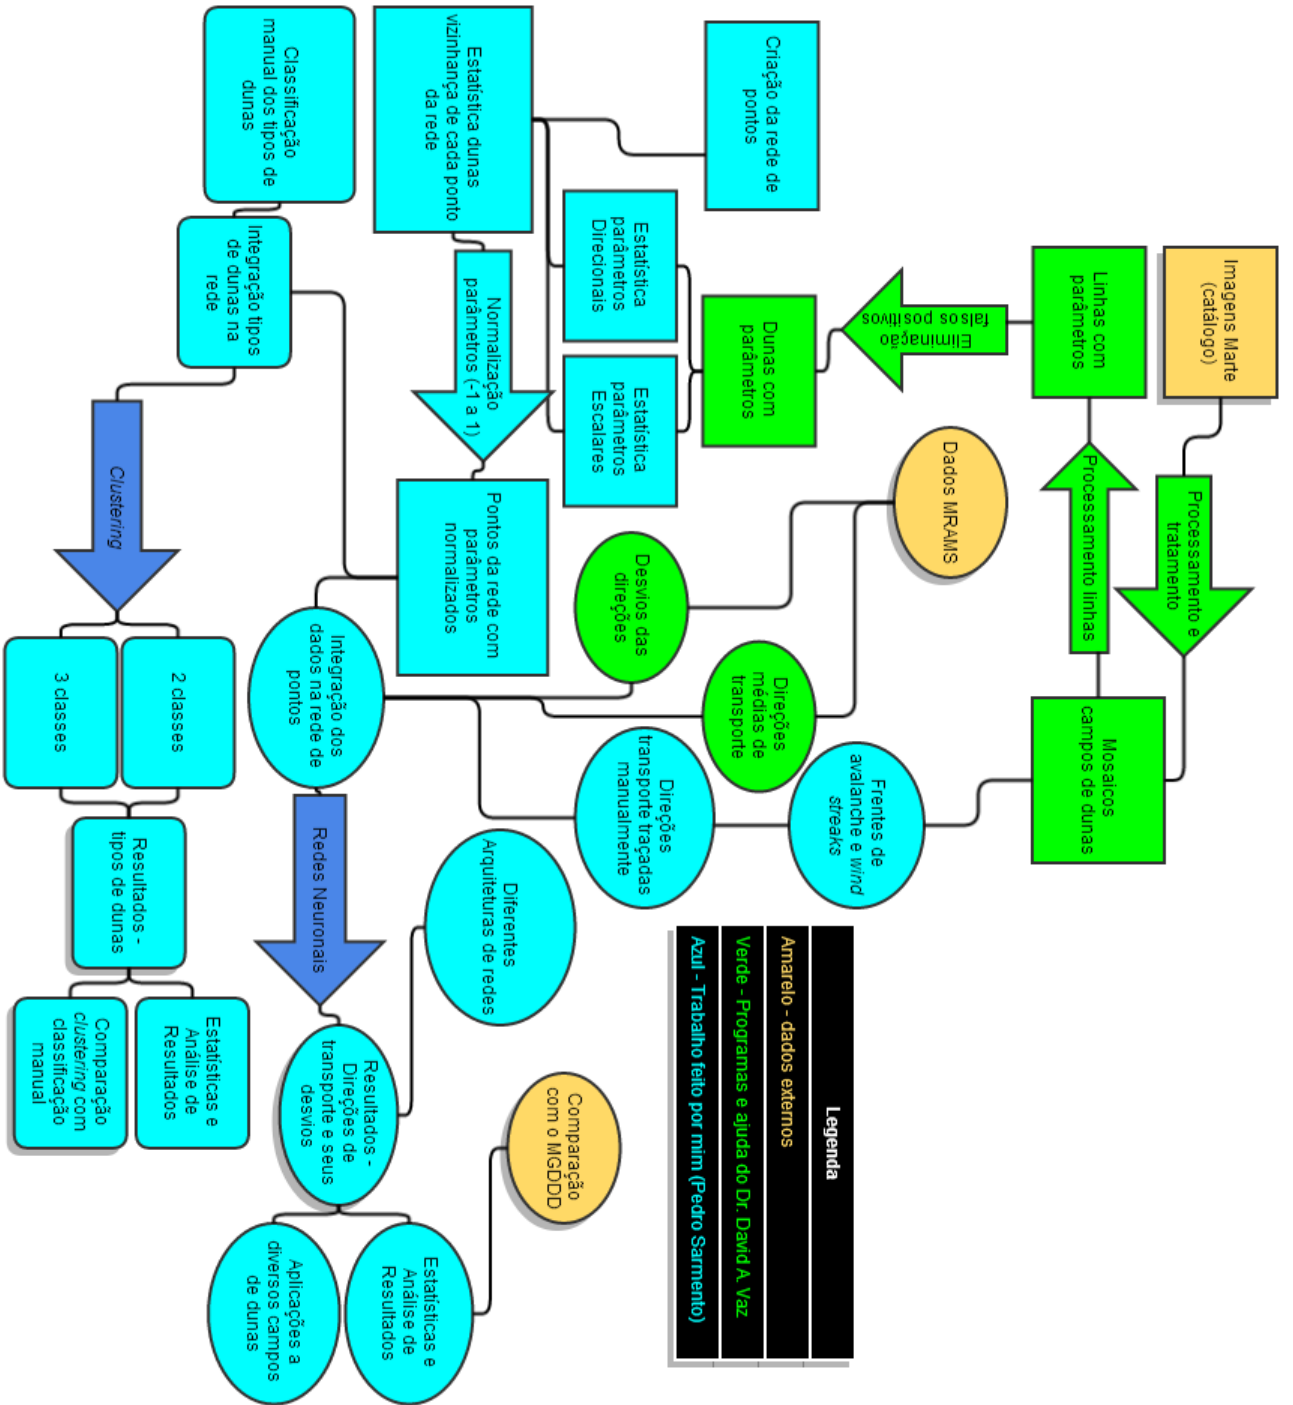 Imagens Marte
(catálogo)
Processamento e
tratamento
Mosaicos
campos de dunas
Processamento linhas
Linhas com
parâmetros
Eliminação
falsos positivos
Dunas com
parâmetros
Criação da rede de
pontos
Estatística
parâmetros
Direcionais
Estatística
parâmetros
Escalares
Estatística dunas
vizinhança de cada ponto
da rede
Normalização
parâmetros (-1 a 1)
Pontos da rede com
parâmetros
normalizados
Classificação
manual dos tipos de
dunas
Integração tipos
de dunas na
rede
Clustering
2 classes
3 classes
Resultados -
tipos de dunas
Estatísticas e
Análise de
Resultados
Comparação
clustering com
classificação
manual
Dados MRAMS
Desvios das
direções
Direções
médias de
transporte
Frentes de
avalanche e wind
streaks
Direções
transporte traçadas
manualmente
Integração dos
dados na rede de
pontos
Redes Neuronais
Diferentes
Arquiteturas de redes
Resultados -
Direções de
transporte e seus
desvios
Comparação
com o MGDDD
Estatísticas e
Análise de
Resultados
Aplicações a
diversos campos
de dunas
Legenda
Amarelo - dados externos
Verde - Programas e ajuda do Dr. David A. Vaz
Azul - Trabalho feito por mim (Pedro Sarmento)